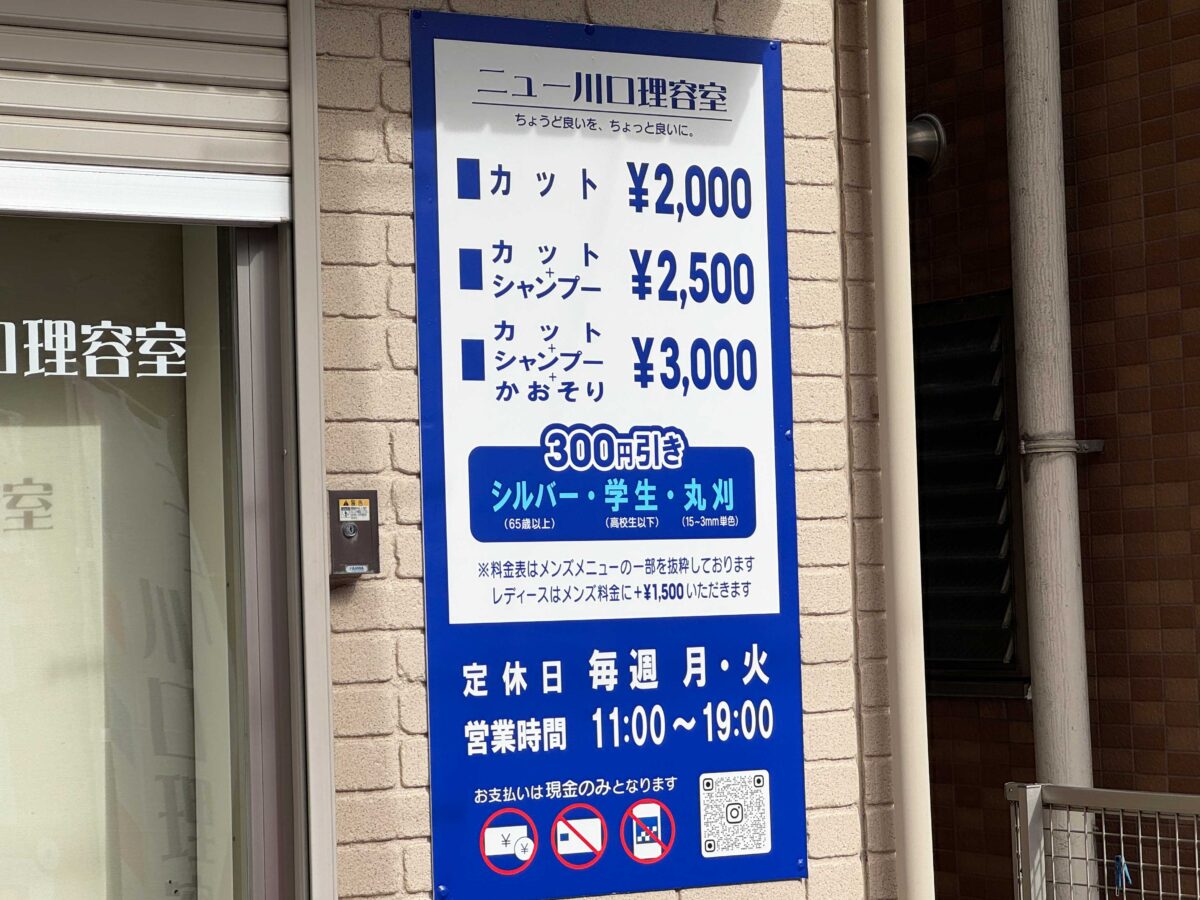 ニュー川口理容室
ちょうど良いを、ちょっと良いに。
カット ¥2,000
カット
+
シャンプー ¥2,500
カット
+
シャンプー
+
かおそり ¥3,000
300円引き
シルバー・学生・丸刈
(65歳以上) (高校生以下) (15~3mm単色)
※料金表はメンズメニューの一部を抜粋しております
レディースはメンズ料金に+¥1,500いただきます
定休日 毎週 月・火
営業時間 11:00～19:00
お支払いは現金のみとなります
¥ ¥
口理容室
室